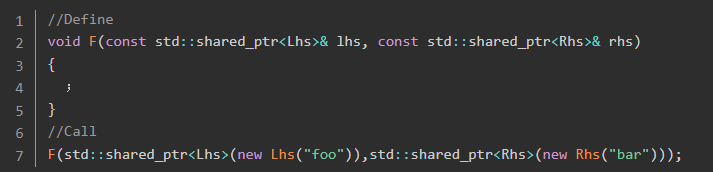 1 //Define
2 void F(const std::shared_ptr<Lhs>& lhs, const std::shared_ptr<Rhs>& rhs)
3 {
4   ;
5 }
6 //Call
7 F(std::shared_ptr<Lhs>(new Lhs("foo")),std::shared_ptr<Rhs>(new Rhs("bar")));